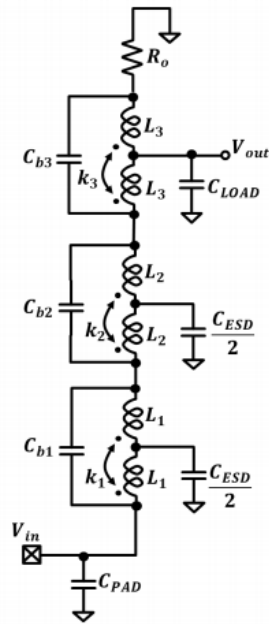 R_o
L_3
C_b3
k_3
V_out
L_3
C_LOAD
L_2
C_b2
k_2
L_2
C_ESD
2
L_1
C_b1
k_1
L_1
C_ESD
2
V_in
C_PAD